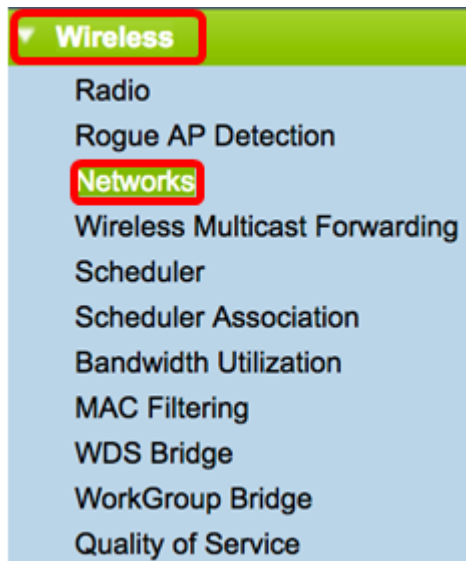 Wireless
Radio
Rogue AP Detection
Networks
Wireless Multicast Forwarding
Scheduler
Scheduler Association
Bandwidth Utilization
MAC Filtering
WDS Bridge
WorkGroup Bridge
Quality of Service